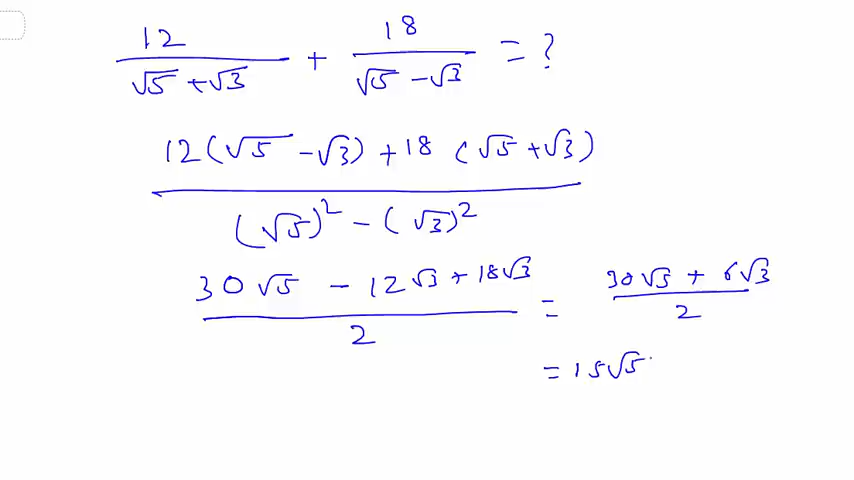 12/(√5 + √3) + 18/(√5 − √3) = ?
12(√5 − √3) + 18 (√5 + √3)
(√5)² − (√3)²
30√5 − 12√3 + 18√3 / 2 = 30√5 + 6√3 / 2
= 15√5